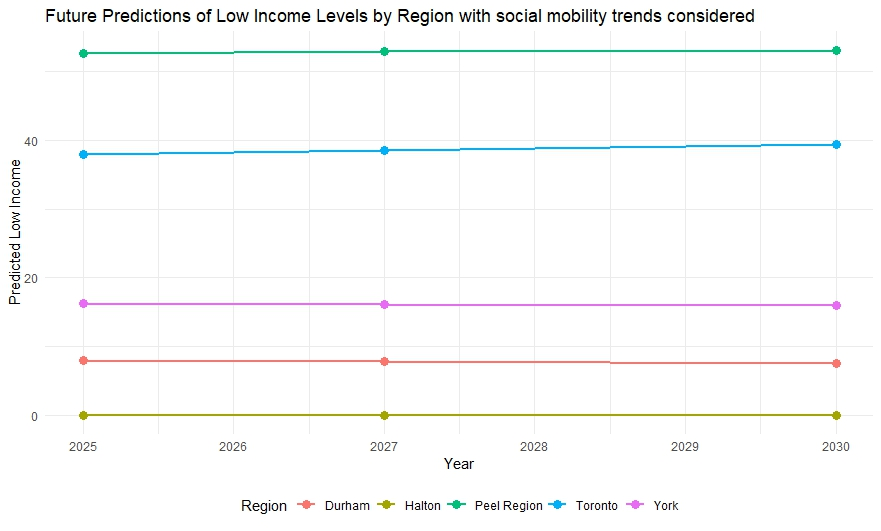 Future Predictions of Low Income Levels by Region with social mobility trends considered
Predicted Low Income
40
20
0
2025 2026 2027 2028 2029 2030
Year
Region Durham Halton Peel Region Toronto York